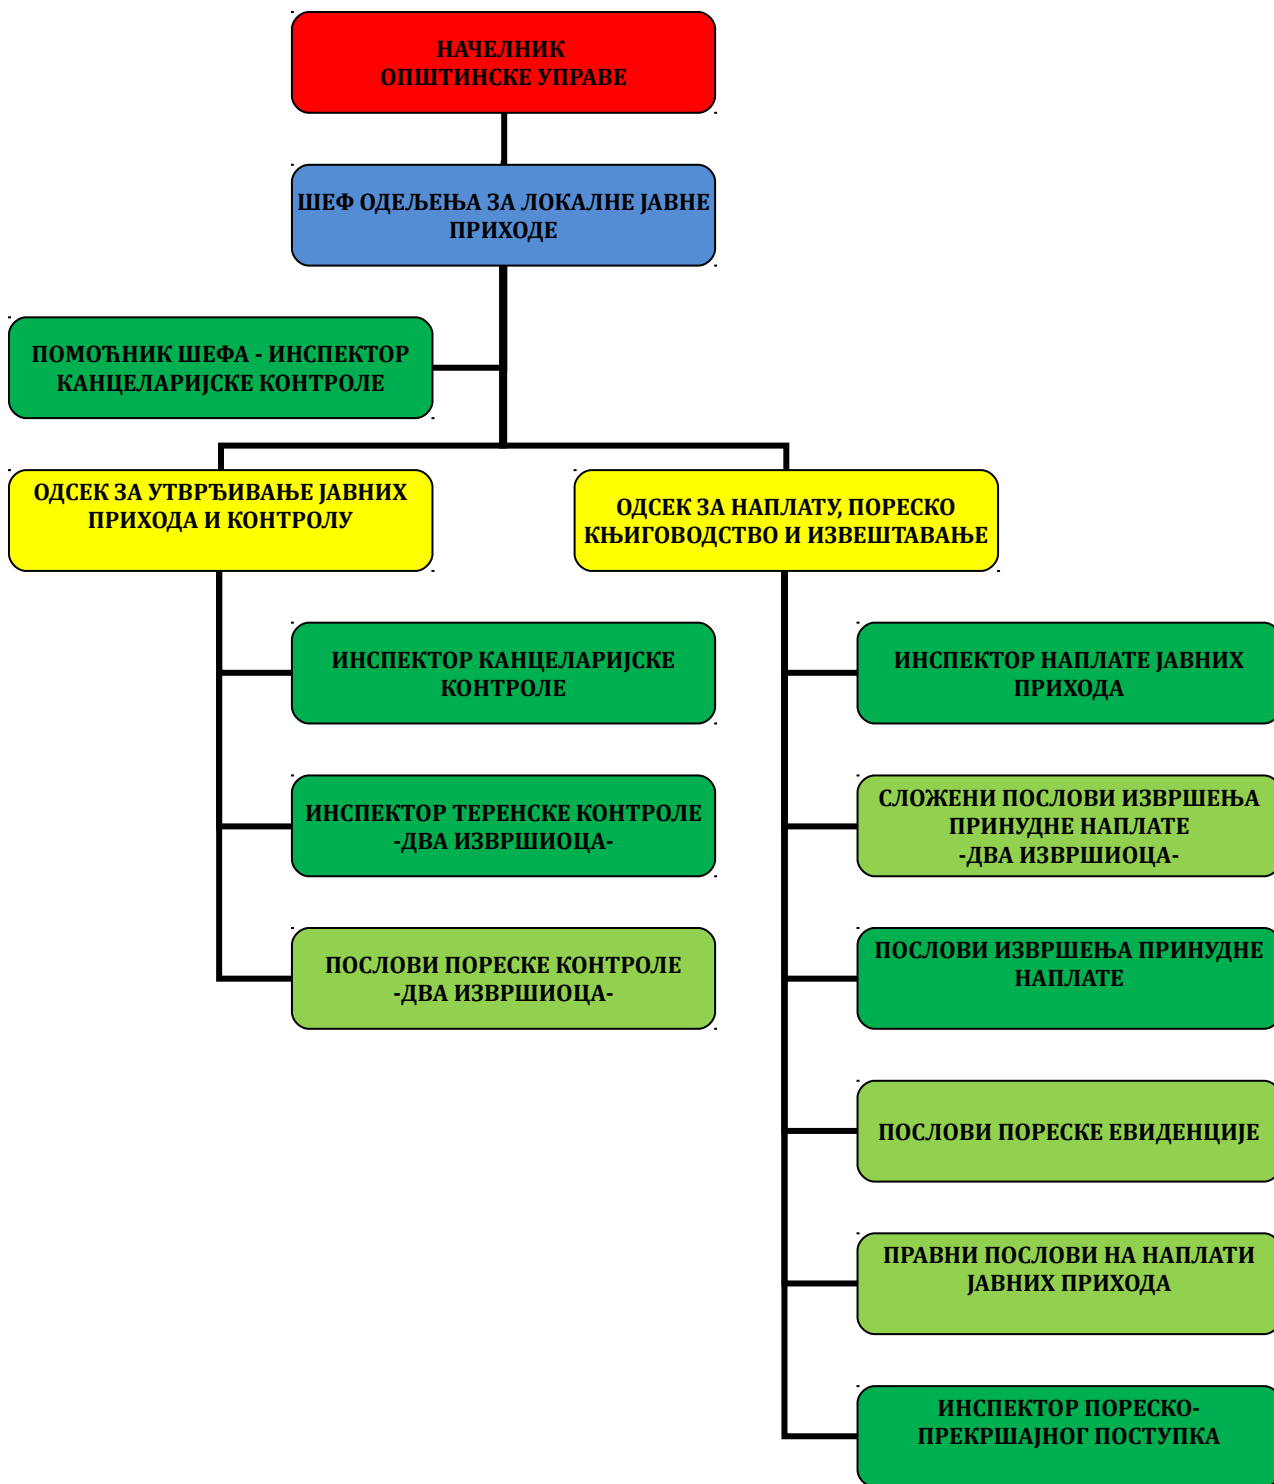 НАЧЕЛНИК
ОПШТИНСКЕ УПРАВЕ
ШЕФ ОДЕЉЕЊА ЗА ЛОКАЛНЕ ЈАВНЕ
ПРИХОДЕ
ПОМОЋНИК ШЕФА - ИНСПЕКТОР
КАНЦЕЛАРИЈСКЕ КОНТРОЛЕ
ОДСЕК ЗА УТВРЂИВАЊЕ ЈАВНИХ
ПРИХОДА И КОНТРОЛУ
ОДСЕК ЗА НАПЛАТУ, ПОРЕСКО
КЊИГОВОДСТВО И ИЗВЕШТАВАЊЕ
ИНСПЕКТОР КАНЦЕЛАРИЈСКЕ
КОНТРОЛЕ
ИНСПЕКТОР ТЕРЕНСКЕ КОНТРОЛЕ
-ДВА ИЗВРШИОЦА-
ПОСЛОВИ ПОРЕСКЕ КОНТРОЛЕ
-ДВА ИЗВРШИОЦА-
ИНСПЕКТОР НАПЛАТЕ ЈАВНИХ
ПРИХОДА
СЛОЖЕНИ ПОСЛОВИ ИЗВРШЕЊА
ПРИНУДНЕ НАПЛАТЕ
-ДВА ИЗВРШИОЦА-
ПОСЛОВИ ИЗВРШЕЊА ПРИНУДНЕ
НАПЛАТЕ
ПОСЛОВИ ПОРЕСКЕ ЕВИДЕНЦИЈЕ
ПРАВНИ ПОСЛОВИ НА НАПЛАТИ
ЈАВНИХ ПРИХОДА
ИНСПЕКТОР ПОРЕСКО-
ПРЕКРШАЈНОГ ПОСТУПКА